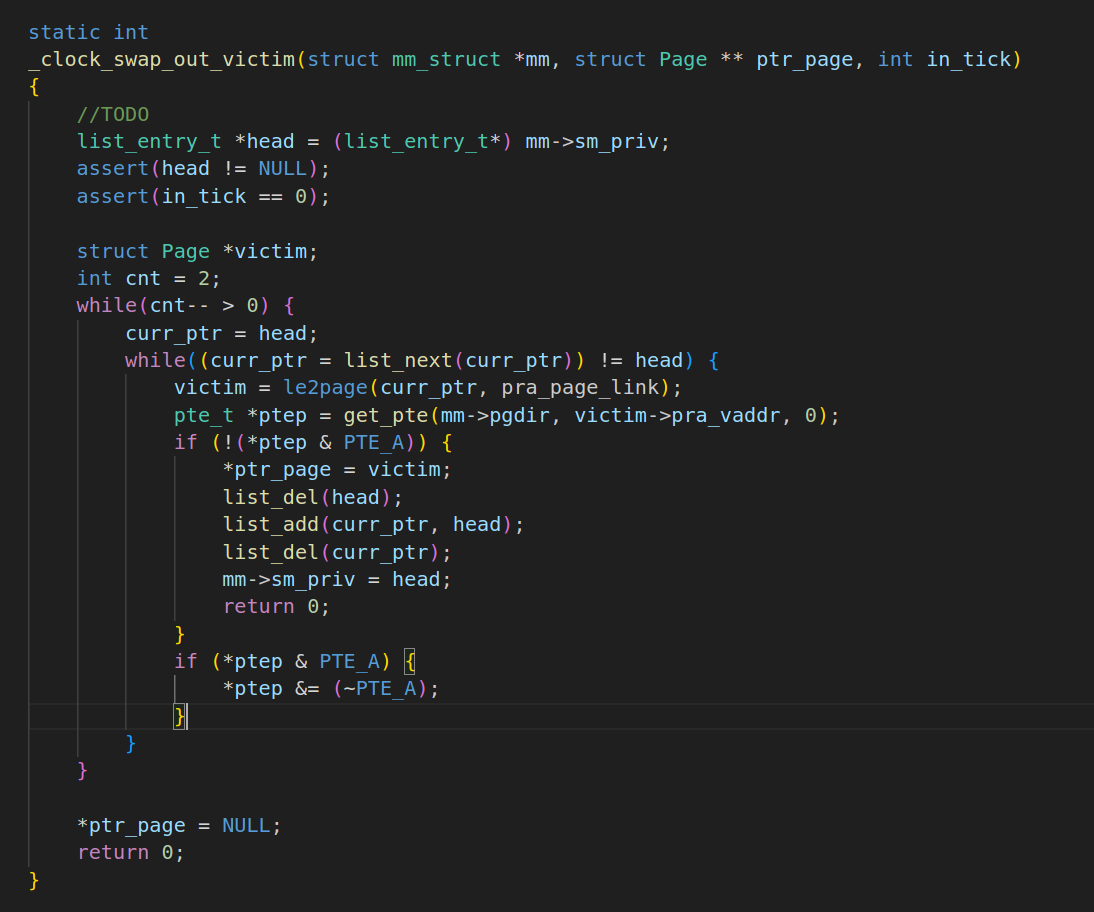 static int
_clock_swap_out_victim(struct mm_struct *mm, struct Page ** ptr_page, int in_tick)
{
    //TODO
    list_entry_t *head = (list_entry_t*) mm->sm_priv;
    assert(head != NULL);
    assert(in_tick == 0);

    struct Page *victim;
    int cnt = 2;
    while(cnt-- > 0) {
        curr_ptr = head;
        while((curr_ptr = list_next(curr_ptr)) != head) {
            victim = le2page(curr_ptr, pra_page_link);
            pte_t *ptep = get_pte(mm->pgdir, victim->pra_vaddr, 0);
            if (!(*ptep & PTE_A)) {
                *ptr_page = victim;
                list_del(head);
                list_add(curr_ptr, head);
                list_del(curr_ptr);
                mm->sm_priv = head;
                return 0;
            }
            if (*ptep & PTE_A) {
                *ptep &= (~PTE_A);
            }
        }
    }

    *ptr_page = NULL;
    return 0;
}